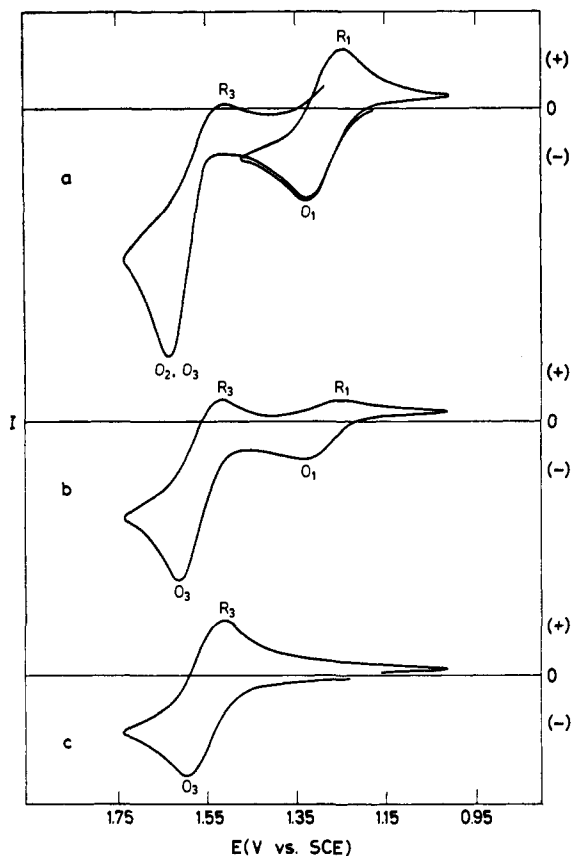 R₁
(+)
R₃
0
(-)
a
O₁
O₂, O₃
(+)
R₃
R₁
I
0
(-)
b
O₁
O₃
R₃
(+)
0
(-)
c
O₃
1.75 1.55 1.35 1.15 0.95
E(V vs. SCE)